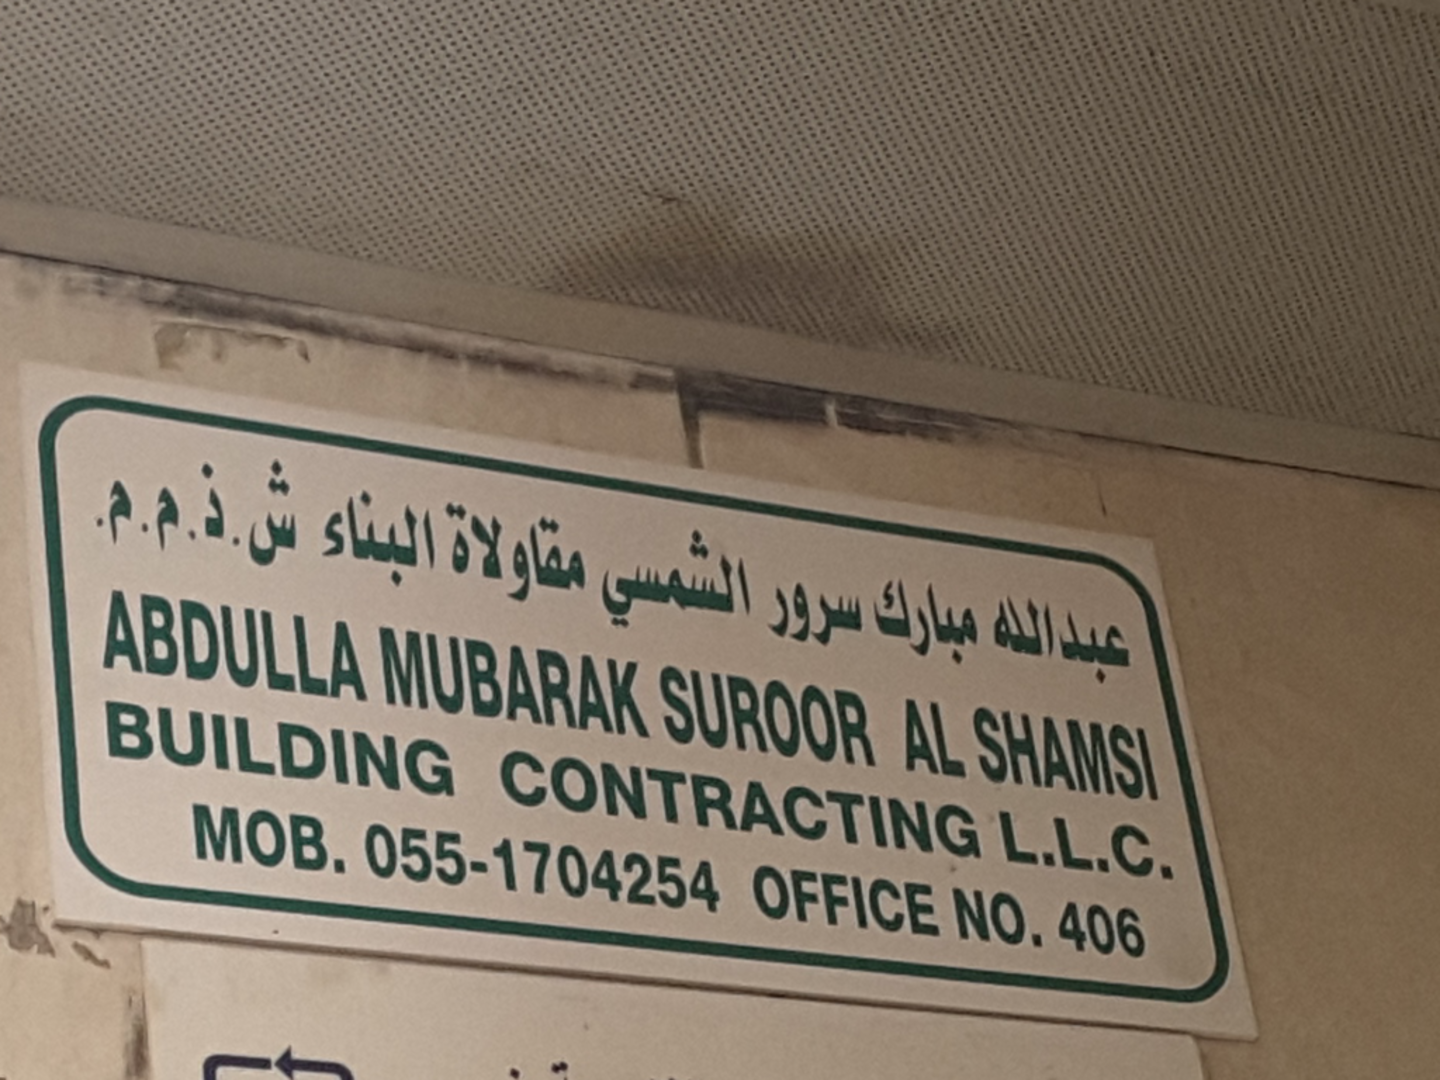 عبدالله مبارك سرور الشمسي مقاولاة البناء ش.ذ.م.م.
ABDULLA MUBARAK SUROOR AL SHAMSI
BUILDING CONTRACTING L.L.C.
MOB. 055-1704254 OFFICE NO. 406